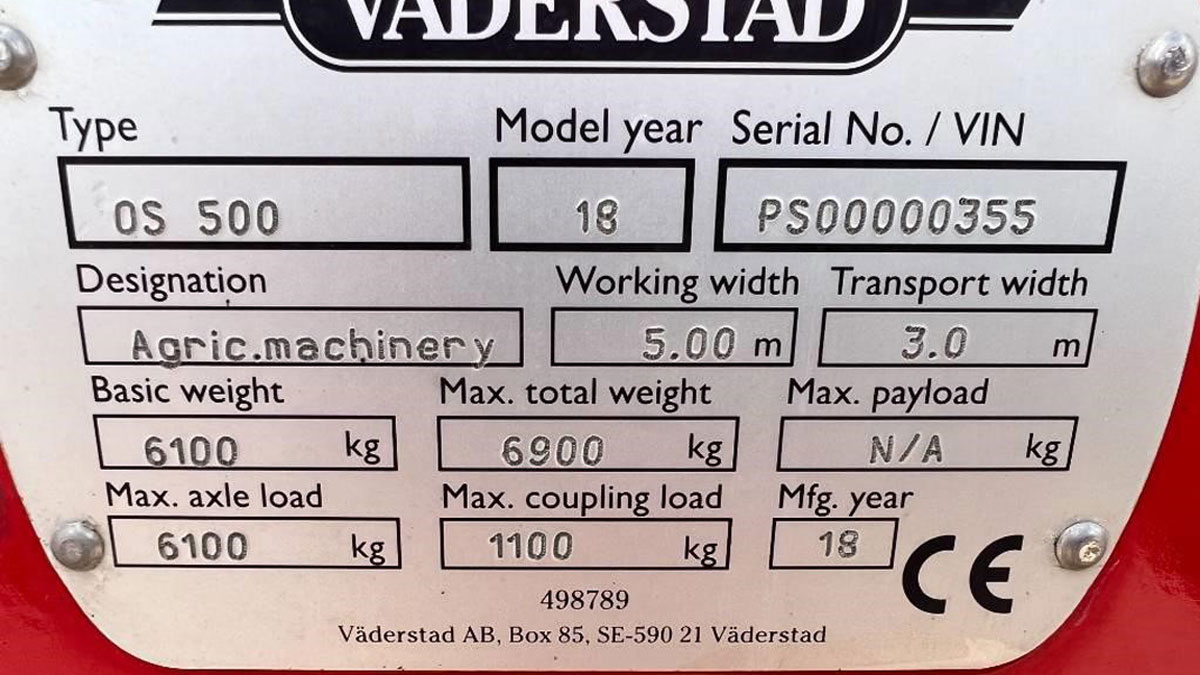 VÄDERSTAD
Type Model year Serial No. / VIN
OS 500 18 PS00000355
Designation Working width Transport width
Agric.machinery 5.00 m 3.0 m
Basic weight Max. total weight Max. payload
6100 kg 6900 kg N/A kg
Max. axle load Max. coupling load Mfg. year
6100 kg 1100 kg 18 CE
498789
Väderstad AB, Box 85, SE-590 21 Väderstad